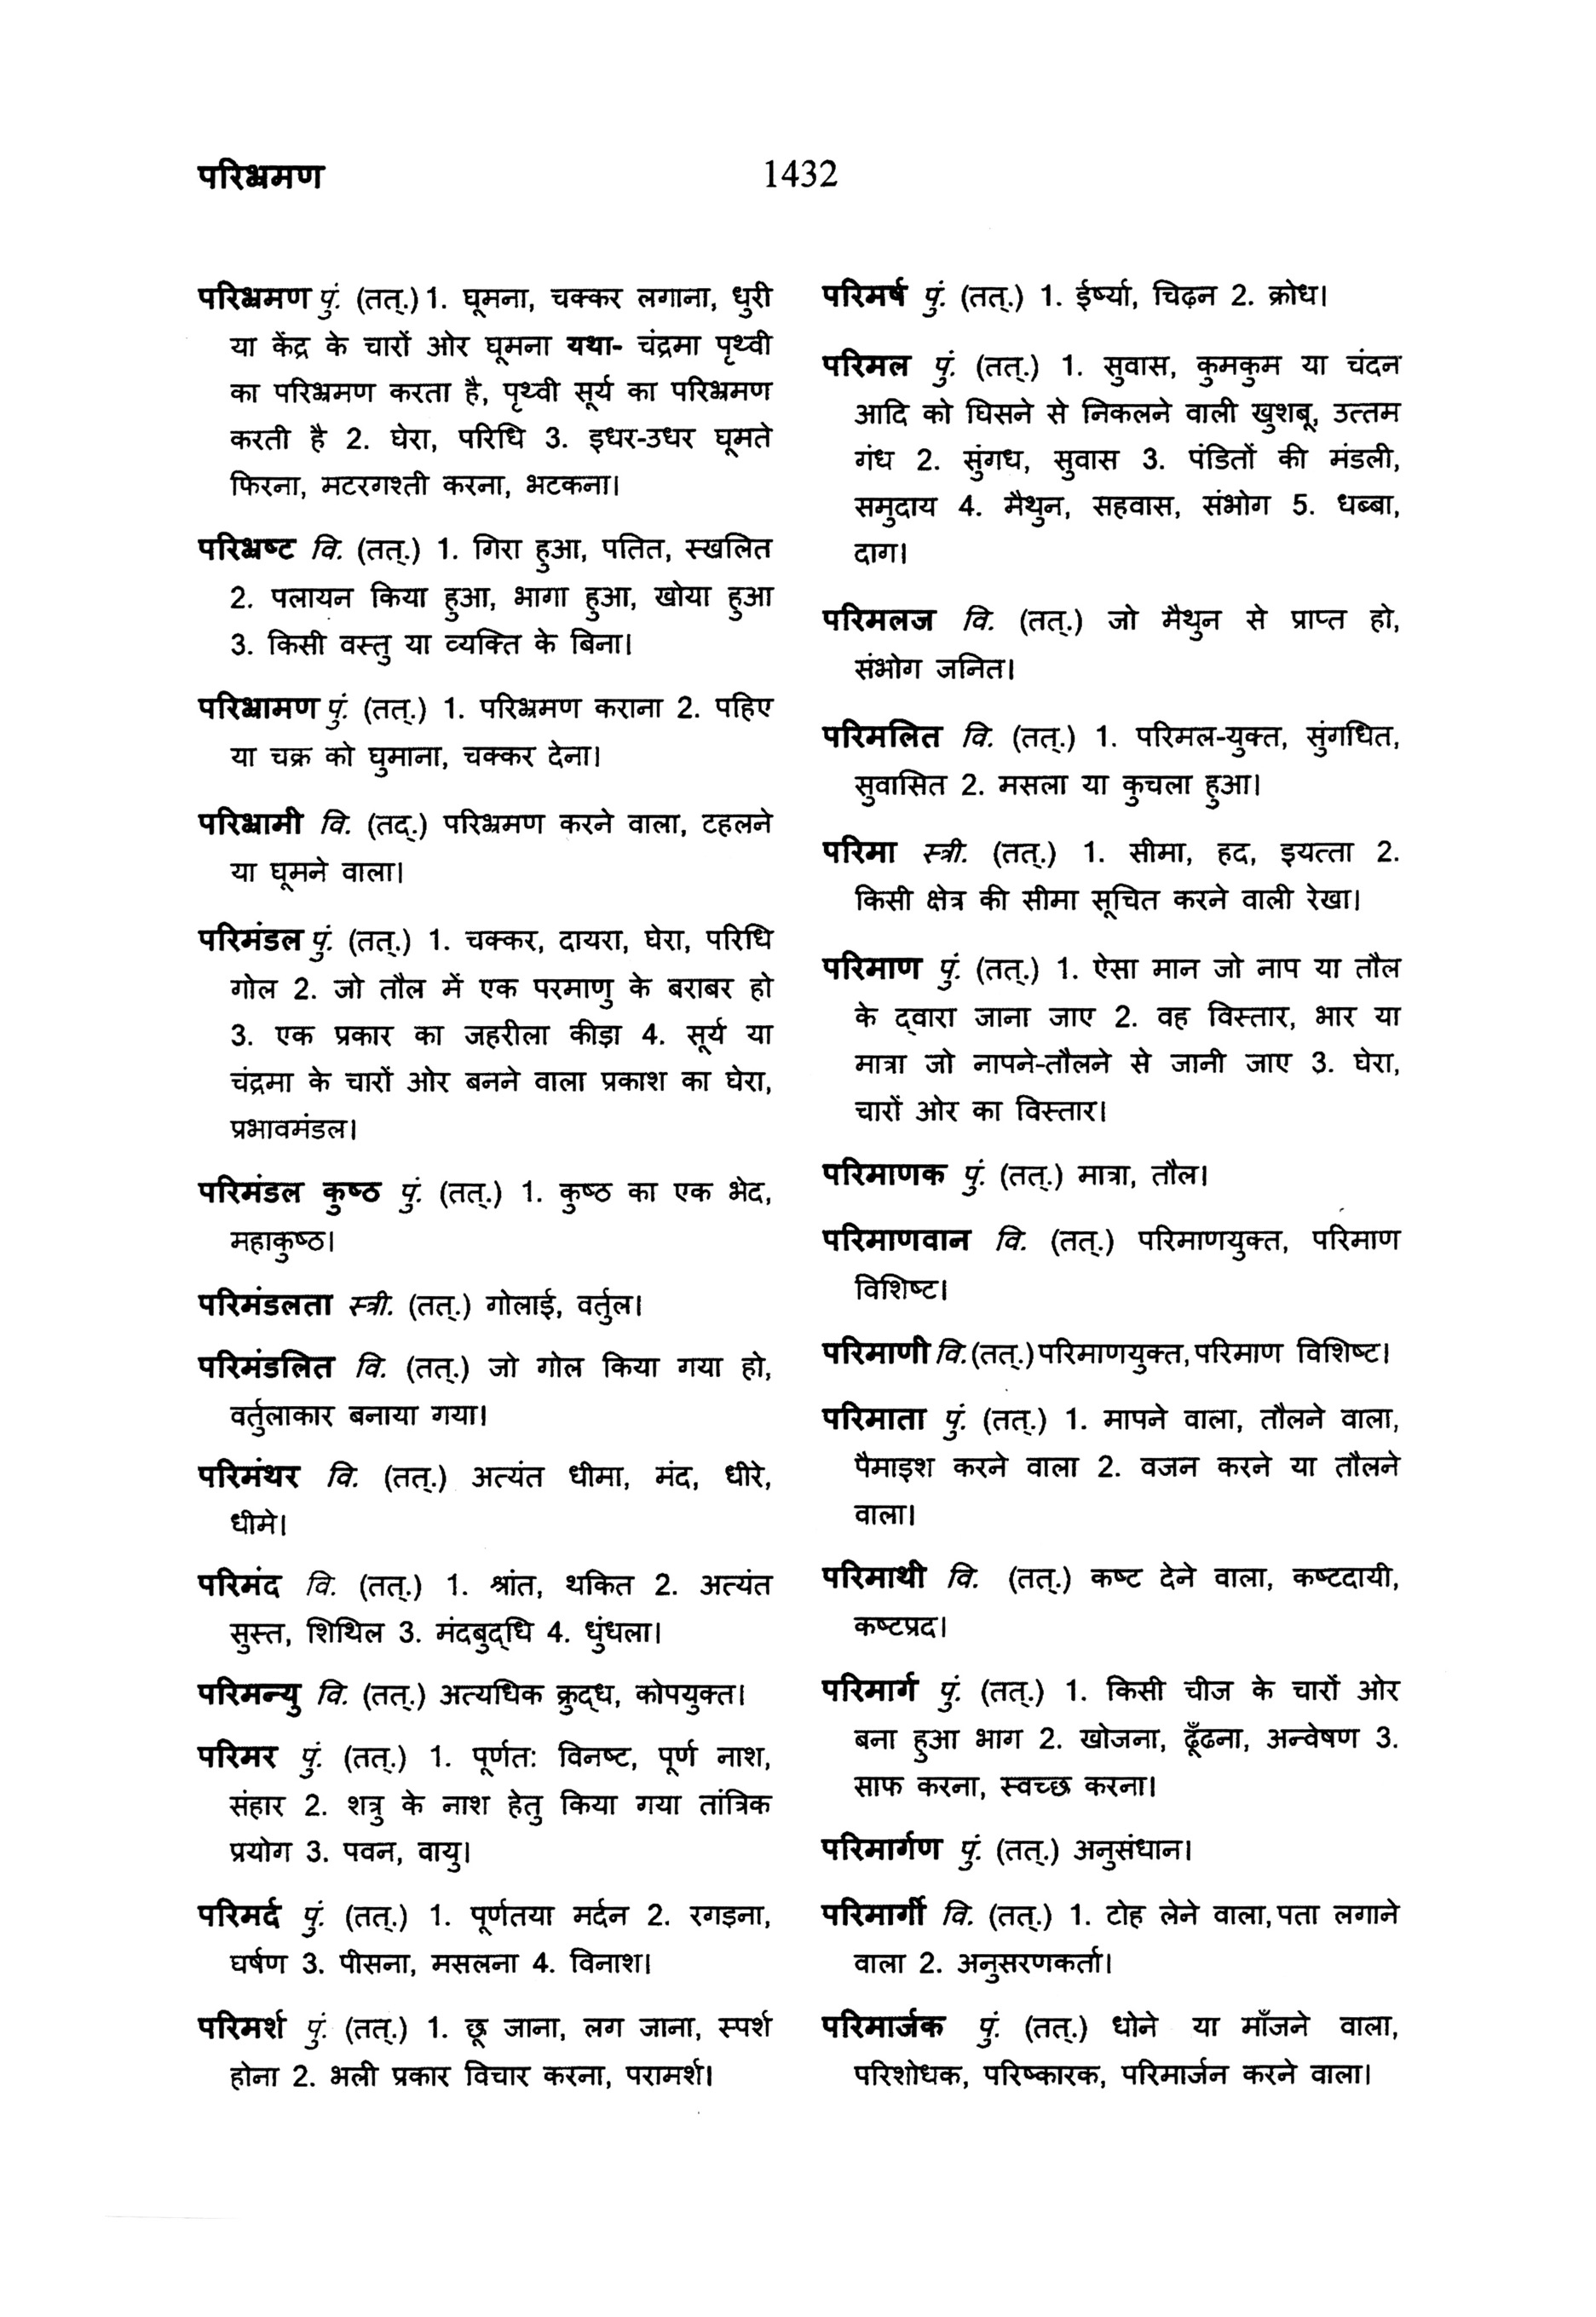 परिभ्रमण
1432
परिभ्रमण पुं. (तत्.) 1. घूमना, चक्कर लगाना, धुरी
या केंद्र के चारों ओर घूमना यथा- चंद्रमा पृथ्वी
का परिभ्रमण करता है, पृथ्वी सूर्य का परिभ्रमण
करती है 2. घेरा, परिधि 3. इधर-उधर घूमते
फिरना, मटरगश्ती करना, भटकना।
परिभ्रष्ट वि. (तत्.) 1. गिरा हुआ, पतित, स्खलित
2. पलायन किया हुआ, भागा हुआ, खोया हुआ
3. किसी वस्तु या व्यक्ति के बिना।
परिभ्रामण पुं. (तत्.) 1. परिभ्रमण कराना 2. पहिए
या चक्र को घुमाना, चक्कर देना।
परिभ्रामी वि. (तद्.) परिभ्रमण करने वाला, टहलने
या घूमने वाला।
परिमंडल पुं. (तत्.) 1. चक्कर, दायरा, घेरा, परिधि
गोल 2. जो तौल में एक परमाणु के बराबर हो
3. एक प्रकार का जहरीला कीड़ा 4. सूर्य या
चंद्रमा के चारों ओर बनने वाला प्रकाश का घेरा,
प्रभावमंडल।
परिमंडल कुष्ठ पुं. (तत्.) 1. कुष्ठ का एक भेद,
महाकुष्ठ।
परिमंडलता स्त्री. (तत्.) गोलाई, वर्तुल।
परिमंडलित वि. (तत्.) जो गोल किया गया हो,
वर्तुलाकार बनाया गया।
परिमंथर वि. (तत्.) अत्यंत धीमा, मंद, धीरे,
धीमे।
परिमंद वि. (तत्.) 1. श्रांत, थकित 2. अत्यंत
सुस्त, शिथिल 3. मंदबुद्धि 4. धुंधला।
परिमन्यु वि. (तत्.) अत्यधिक क्रुद्ध, कोपयुक्त।
परिमर पुं. (तत्.) 1. पूर्णत: विनष्ट, पूर्ण नाश,
संहार 2. शत्रु के नाश हेतु किया गया तांत्रिक
प्रयोग 3. पवन, वायु।
परिमर्द पुं. (तत्.) 1. पूर्णतया मर्दन 2. रगड़ना,
घर्षण 3. पीसना, मसलना 4. विनाश।
परिमर्श पुं. (तत्.) 1. छू जाना, लग जाना, स्पर्श
होना 2. भली प्रकार विचार करना, परामर्श।
परिमर्ष पुं. (तत्.) 1. ईर्ष्या, चिढ़न 2. क्रोध।
परिमल पुं. (तत्.) 1. सुवास, कुमकुम या चंदन
आदि को घिसने से निकलने वाली खुशबू, उत्तम
गंध 2. सुंगध, सुवास 3. पंडितों की मंडली,
समुदाय 4. मैथुन, सहवास, संभोग 5. धब्बा,
दाग।
परिमलज वि. (तत्.) जो मैथुन से प्राप्त हो,
संभोग जनित।
परिमलित वि. (तत्.) 1. परिमल-युक्त, सुंगधित,
सुवासित 2. मसला या कुचला हुआ।
परिमा स्त्री. (तत्.) 1. सीमा, हद, इयत्ता 2.
किसी क्षेत्र की सीमा सूचित करने वाली रेखा।
परिमाण पुं. (तत्.) 1. ऐसा मान जो नाप या तौल
के द्वारा जाना जाए 2. वह विस्तार, भार या
मात्रा जो नापने-तौलने से जानी जाए 3. घेरा,
चारों ओर का विस्तार।
परिमाणक पुं. (तत्.) मात्रा, तौल।
परिमाणवान वि. (तत्.) परिमाणयुक्त, परिमाण
विशिष्ट।
परिमाणी वि.(तत्.) परिमाणयुक्त, परिमाण विशिष्ट।
परिमाता पुं. (तत्.) 1. मापने वाला, तौलने वाला,
पैमाइश करने वाला 2. वजन करने या तौलने
वाला।
परिमाथी वि. (तत्.) कष्ट देने वाला, कष्टदायी,
कष्टप्रद।
परिमार्ग पुं. (तत्.) 1. किसी चीज के चारों ओर
बना हुआ भाग 2. खोजना, ढूँढना, अन्वेषण 3.
साफ करना, स्वच्छ करना।
परिमार्गण पुं. (तत्.) अनुसंधान।
परिमार्गी वि. (तत्.) 1. टोह लेने वाला, पता लगाने
वाला 2. अनुसरणकर्ता।
परिमार्जक पुं. (तत्.) धोने या माँजने वाला,
परिशोधक, परिष्कारक, परिमार्जन करने वाला।